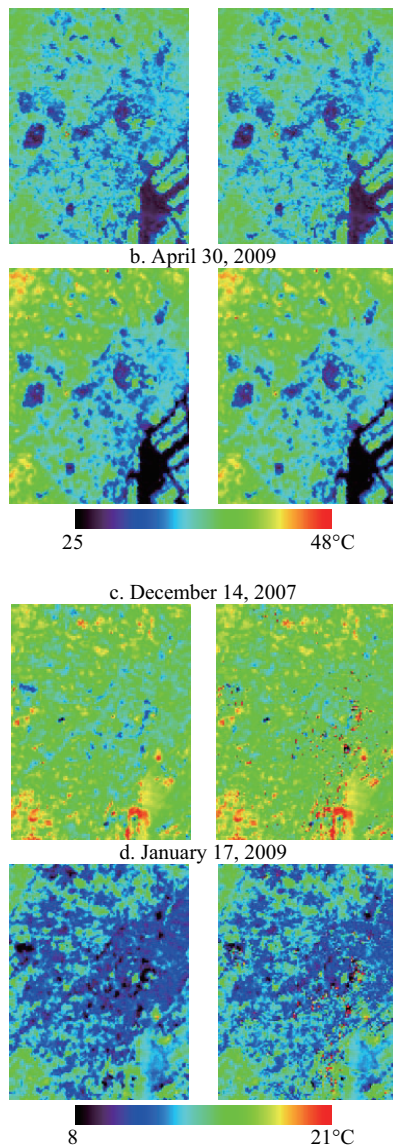 b. April 30, 2009
25 48°C
c. December 14, 2007
d. January 17, 2009
8 21°C